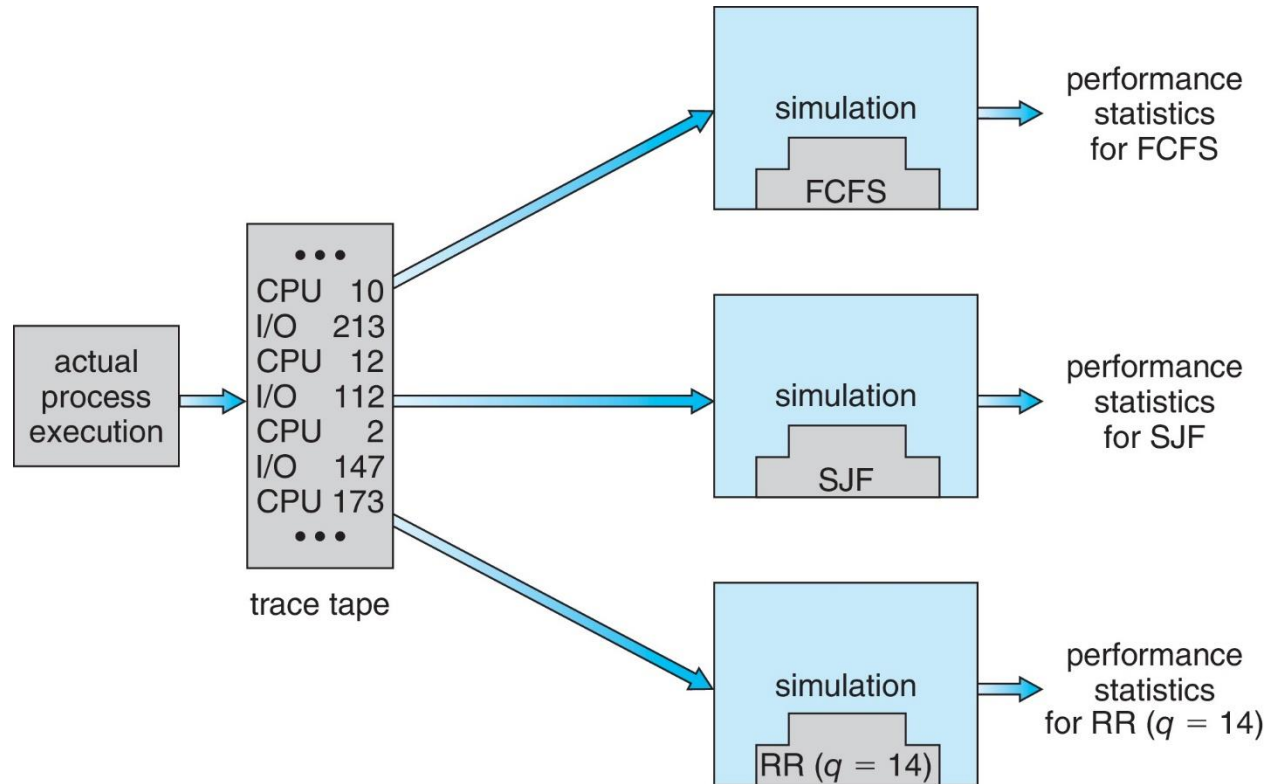 actual
process
execution
• • •
CPU 10
I/O 213
CPU 12
I/O 112
CPU 2
I/O 147
CPU 173
• • •
trace tape
simulation
FCFS
performance
statistics
for FCFS
simulation
SJF
performance
statistics
for SJF
simulation
RR (q = 14)
performance
statistics
for RR (q = 14)